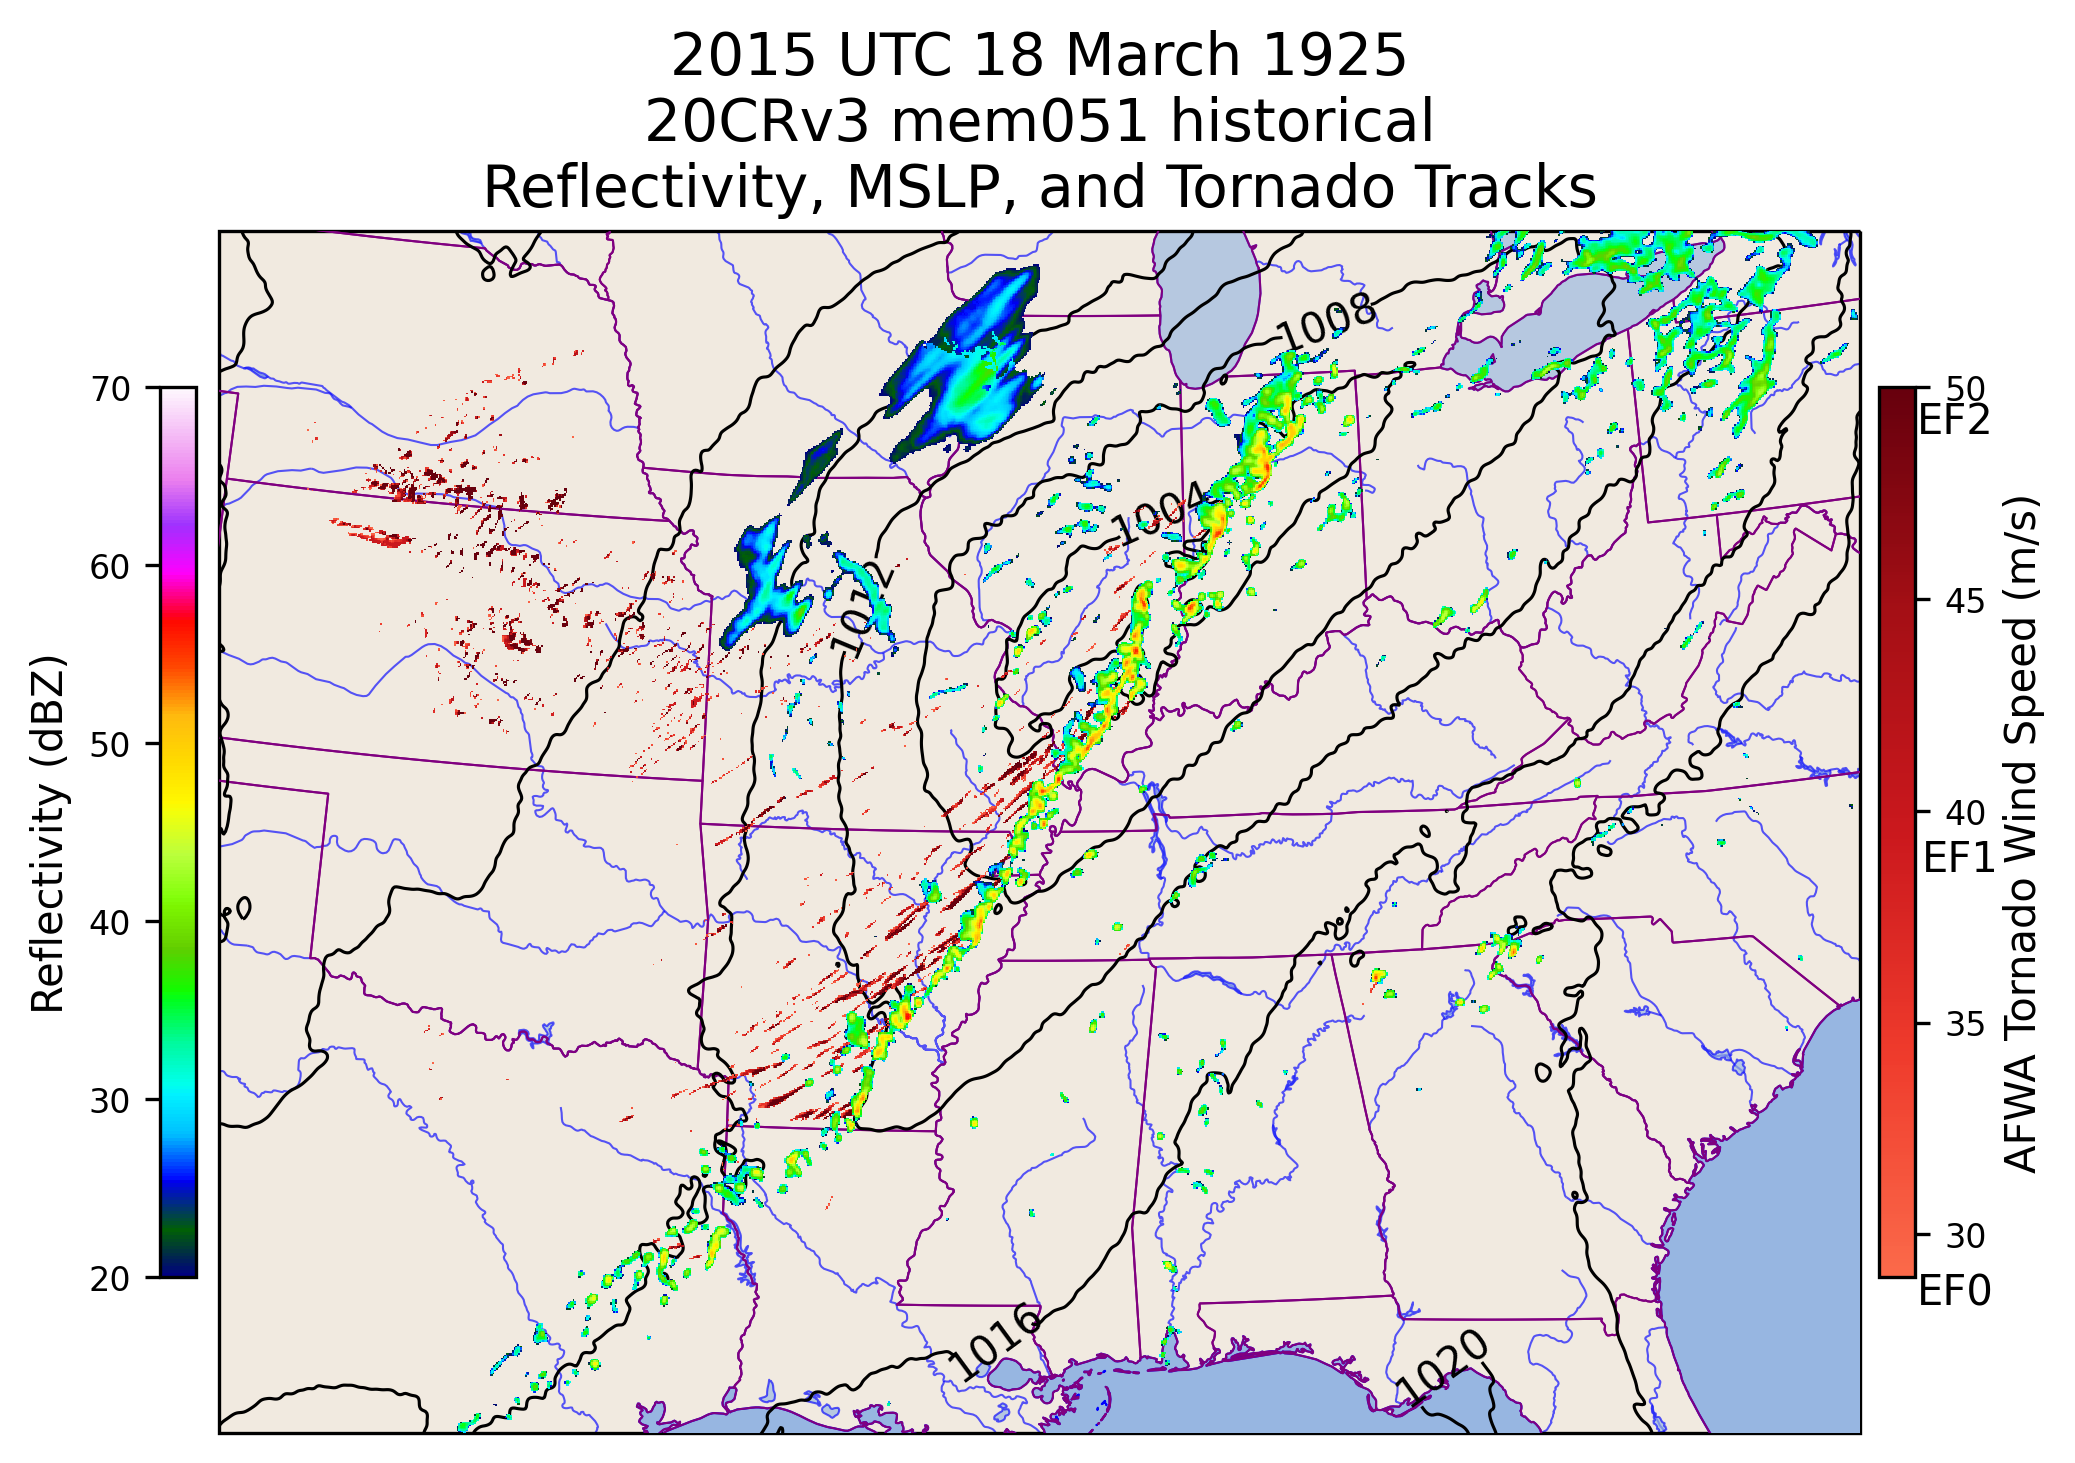 2015 UTC 18 March 1925
20CRv3 mem051 historical
Reflectivity, MSLP, and Tornado Tracks
Reflectivity (dBZ)
70
60
50
40
30
20
1008
1004
1012
1016
1020
50
EF2
45
40
EF1
35
30
EF0
AFWA Tornado Wind Speed (m/s)